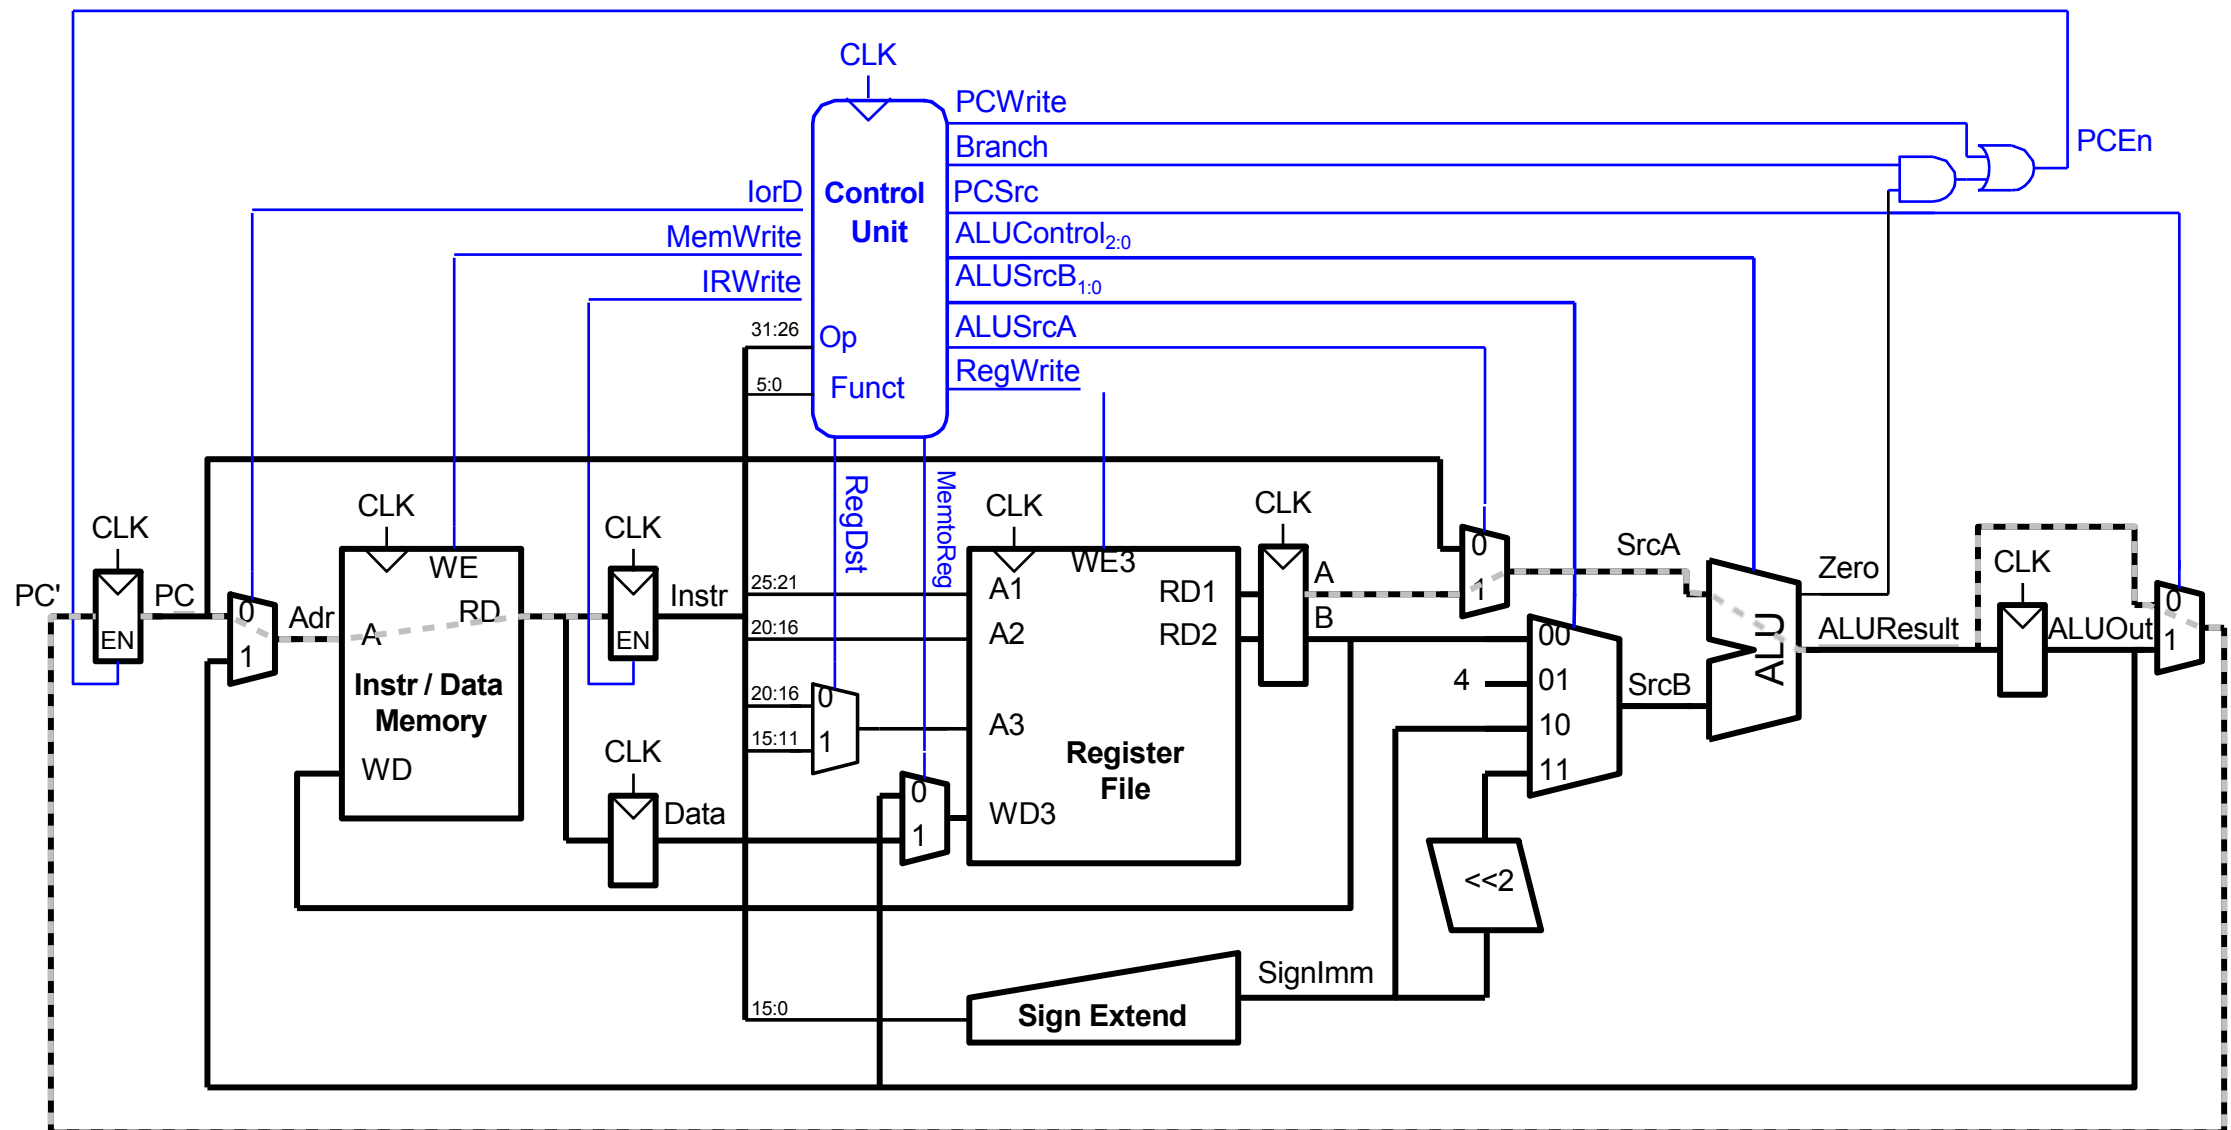 CLK
PCWrite
Branch
PCEn
IorD
Control
Unit
PCSrc
MemWrite
ALUControl2:0
IRWrite
ALUSrcB1:0
31:26
Op
ALUSrcA
5:0
Funct
RegWrite
RegDst
MemtoReg
CLK
CLK
CLK
CLK
CLK
PC'
EN
PC
0
1
Adr
WE
A
RD
Instr / Data
Memory
WD
EN
Instr
25:21
20:16
20:16
15:11
0
1
CLK
Data
0
1
WE3
A1
RD1
A2
RD2
A3
Register
File
WD3
A
B
0
1
SrcA
00
4
01
10
11
SrcB
<<2
ALU
Zero
ALUResult
CLK
ALUOut
0
1
SignImm
15:0
Sign Extend